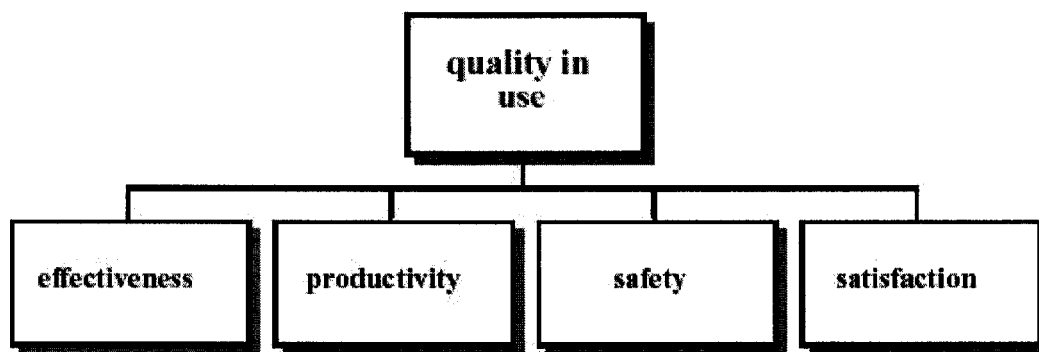 quality in
use
effectiveness
productivity
safety
satisfaction